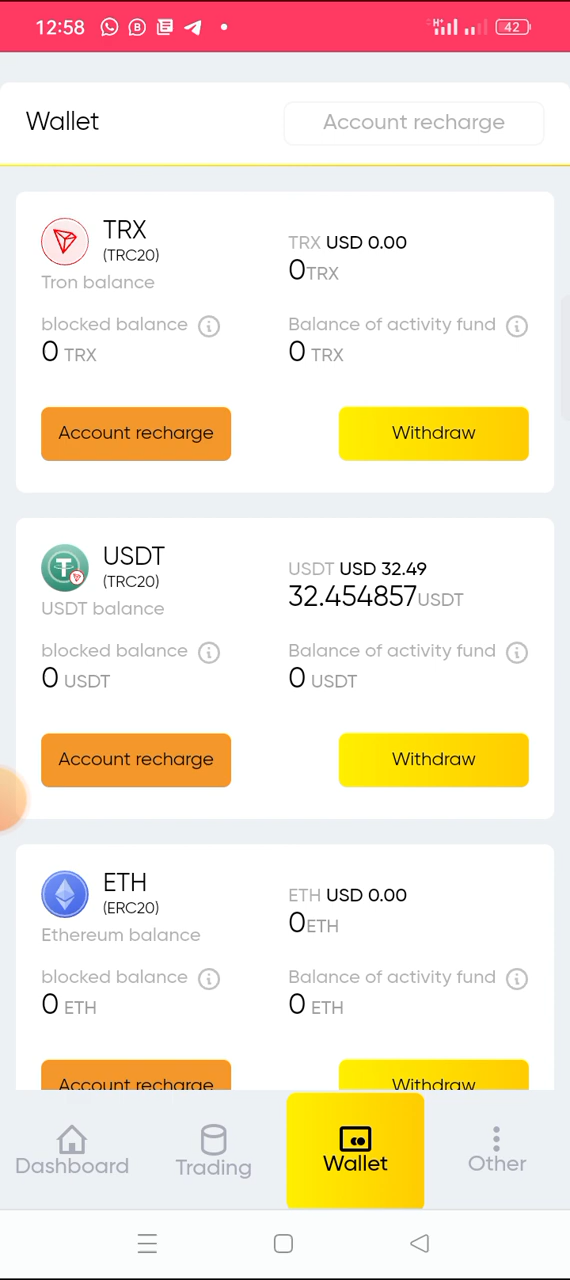 12:58
42
Wallet
Account recharge
TRX
(TRC20)
Tron balance
TRX USD 0.00
0TRX
blocked balance
0 TRX
Balance of activity fund
0 TRX
Account recharge
Withdraw
USDT
(TRC20)
USDT balance
USDT USD 32.49
32.454857USDT
blocked balance
0 USDT
Balance of activity fund
0 USDT
Account recharge
Withdraw
ETH
(ERC20)
Ethereum balance
ETH USD 0.00
0ETH
blocked balance
0 ETH
Balance of activity fund
0 ETH
Account recharge
Withdraw
Dashboard
Trading
Wallet
Other